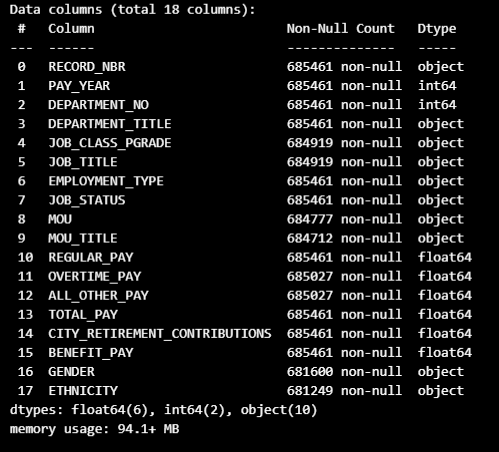 Data columns (total 18 columns):
 #   Column                         Non-Null Count   Dtype
---  ------                         --------------   -----
 0   RECORD_NBR                     685461 non-null  object
 1   PAY_YEAR                       685461 non-null  int64
 2   DEPARTMENT_NO                  685461 non-null  int64
 3   DEPARTMENT_TITLE               685461 non-null  object
 4   JOB_CLASS_PGRADE               684919 non-null  object
 5   JOB_TITLE                      684919 non-null  object
 6   EMPLOYMENT_TYPE                685461 non-null  object
 7   JOB_STATUS                     685461 non-null  object
 8   MOU                            684777 non-null  object
 9   MOU_TITLE                      684712 non-null  object
 10  REGULAR_PAY                    685461 non-null  float64
 11  OVERTIME_PAY                   685027 non-null  float64
 12  ALL_OTHER_PAY                  685027 non-null  float64
 13  TOTAL_PAY                      685461 non-null  float64
 14  CITY_RETIREMENT_CONTRIBUTIONS  685461 non-null  float64
 15  BENEFIT_PAY                    685461 non-null  float64
 16  GENDER                         681600 non-null  object
 17  ETHNICITY                      681249 non-null  object
dtypes: float64(6), int64(2), object(10)
memory usage: 94.1+ MB